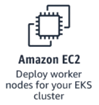 Amazon EC2
Deploy worker
nodes for your EKS
cluster